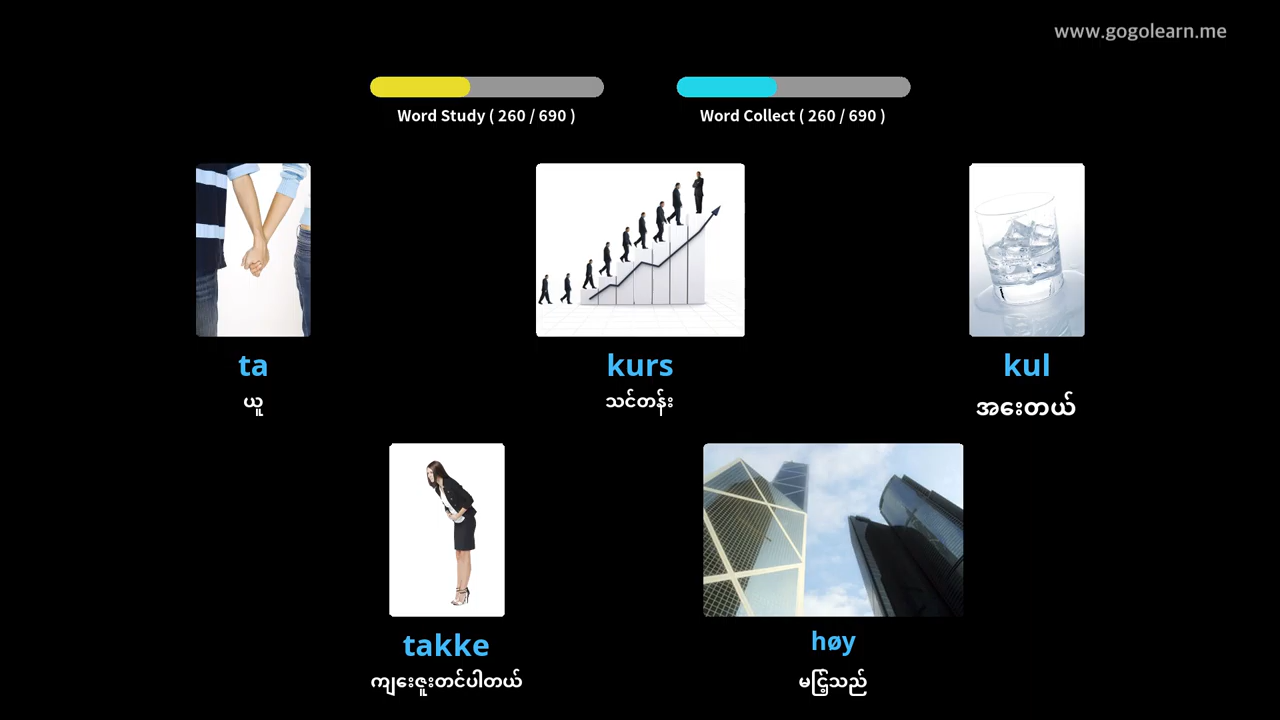 www.gogolearn.me
Word Study ( 260 / 690 )
Word Collect ( 260 / 690 )
ta
ယူ
kurs
သင်တန်း
kul
အေးတယ်
takke
ကျေးဇူးတင်ပါတယ်
høy
မငြ့်သည်